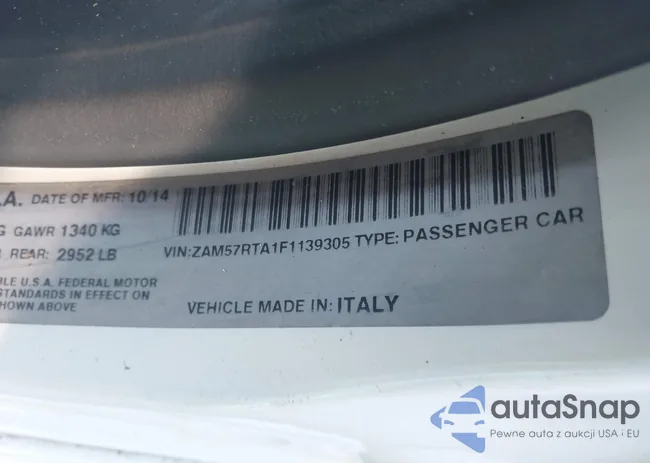 .A. DATE OF MFR: 10/14
G GAWR 1340 KG
REAR: 2952 LB
VIN:ZAM57RTA1F1139305 TYPE: PASSENGER CAR
BLE U.S.A. FEDERAL MOTOR
STANDARDS IN EFFECT ON
HOWN ABOVE
VEHICLE MADE IN: ITALY
autaSnap
Pewne auta z aukcji USA i EU